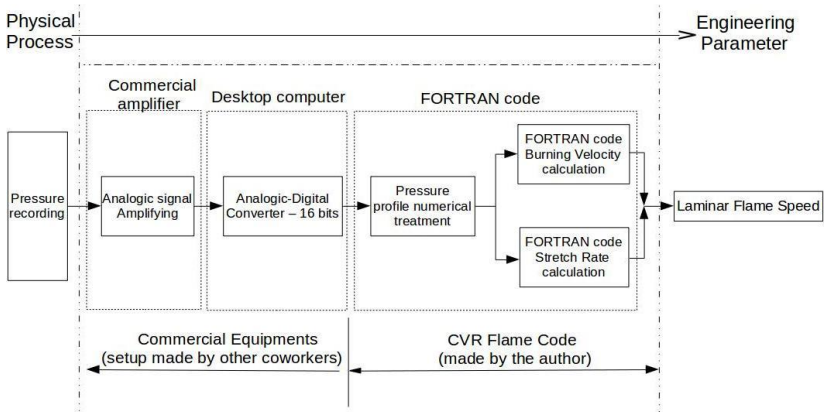 Physical
Process
Engineering
Parameter
Commercial
amplifier
Desktop computer
FORTRAN code
Pressure
recording
Analogic signal
Amplifying
Analogic-Digital
Converter – 16 bits
Pressure
profile numerical
treatment
FORTRAN code
Burning Velocity
calculation
FORTRAN code
Stretch Rate
calculation
Laminar Flame Speed
Commercial Equipments
(setup made by other coworkers)
CVR Flame Code
(made by the author)